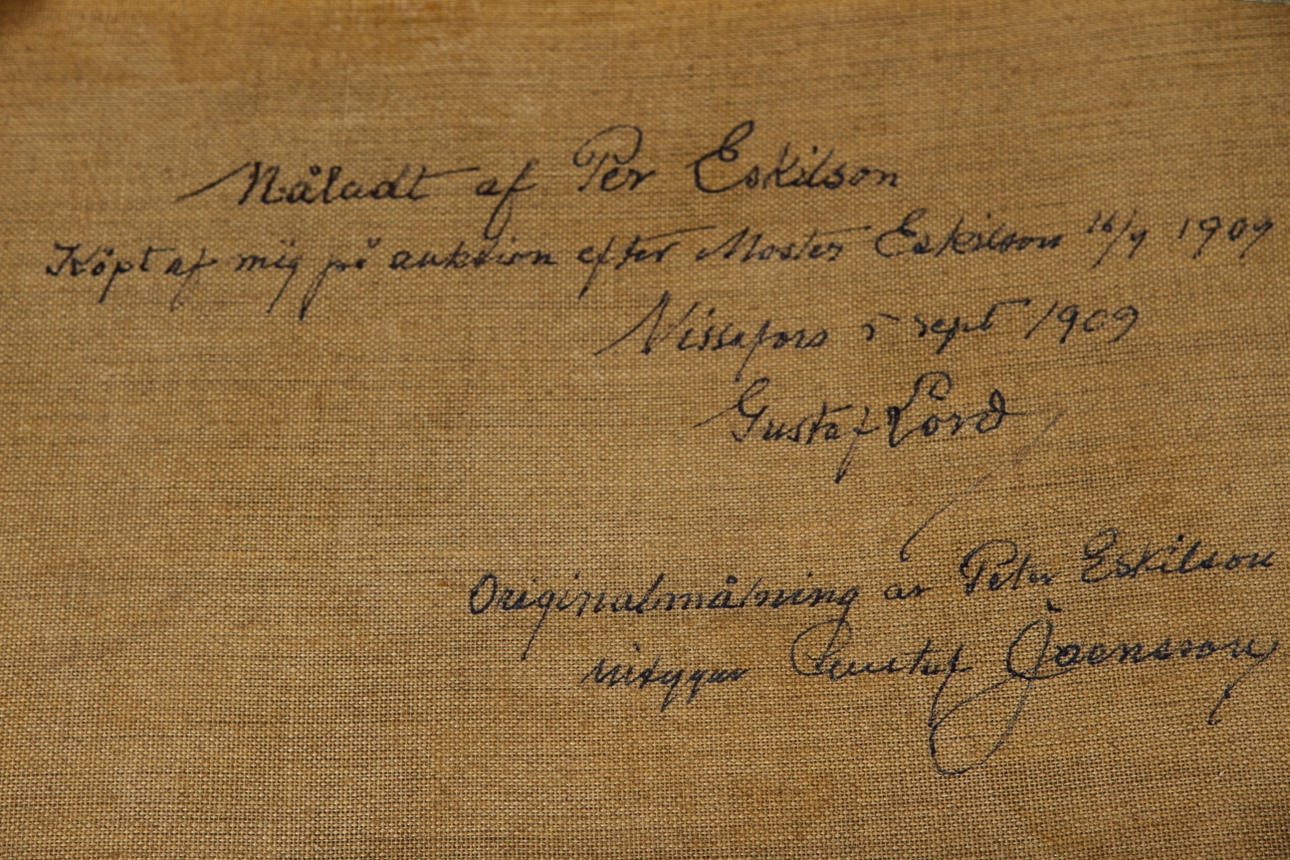 Måladt af Per Eskilson
Köpt af mig på auktion efter Moster Eskilson 16/9 1909
Nissafors 5 sept 1909
Gustaf Lord
Originalmålning av Peter Eskilson
intygar Gustaf Joensson